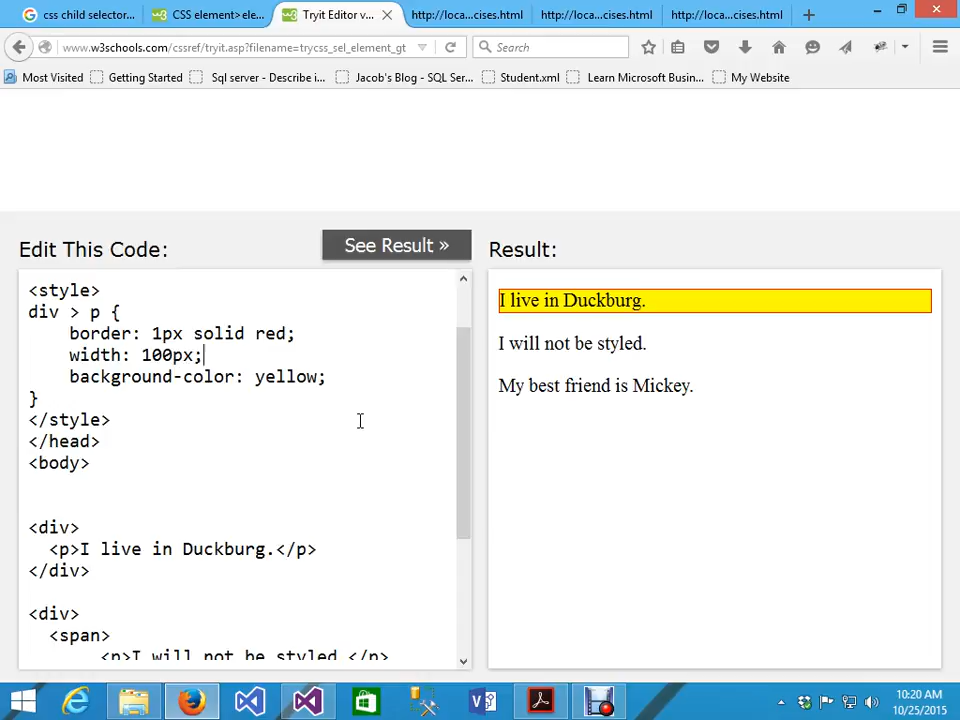 css child selector...
CSS element>ele...
Tryit Editor v...
http://loca...cises.html
http://loca...cises.html
http://loca...cises.html
www.w3schools.com/cssref/tryit.asp?filename=trycss_sel_element_gt
Search
Most Visited
Getting Started
Sql server - Describe i...
Jacob's Blog - SQL Ser...
Student.xml
Learn Microsoft Busin...
My Website
Edit This Code:
See Result »
Result:
<style>
div > p {
    border: 1px solid red;
    width: 100px;
    background-color: yellow;
}
</style>
</head>
<body>
<div>
  <p>I live in Duckburg.</p>
</div>
<div>
  <span>
       <p>I will not be styled.</p>
I live in Duckburg.
I will not be styled.
My best friend is Mickey.
10:20 AM
10/25/2015